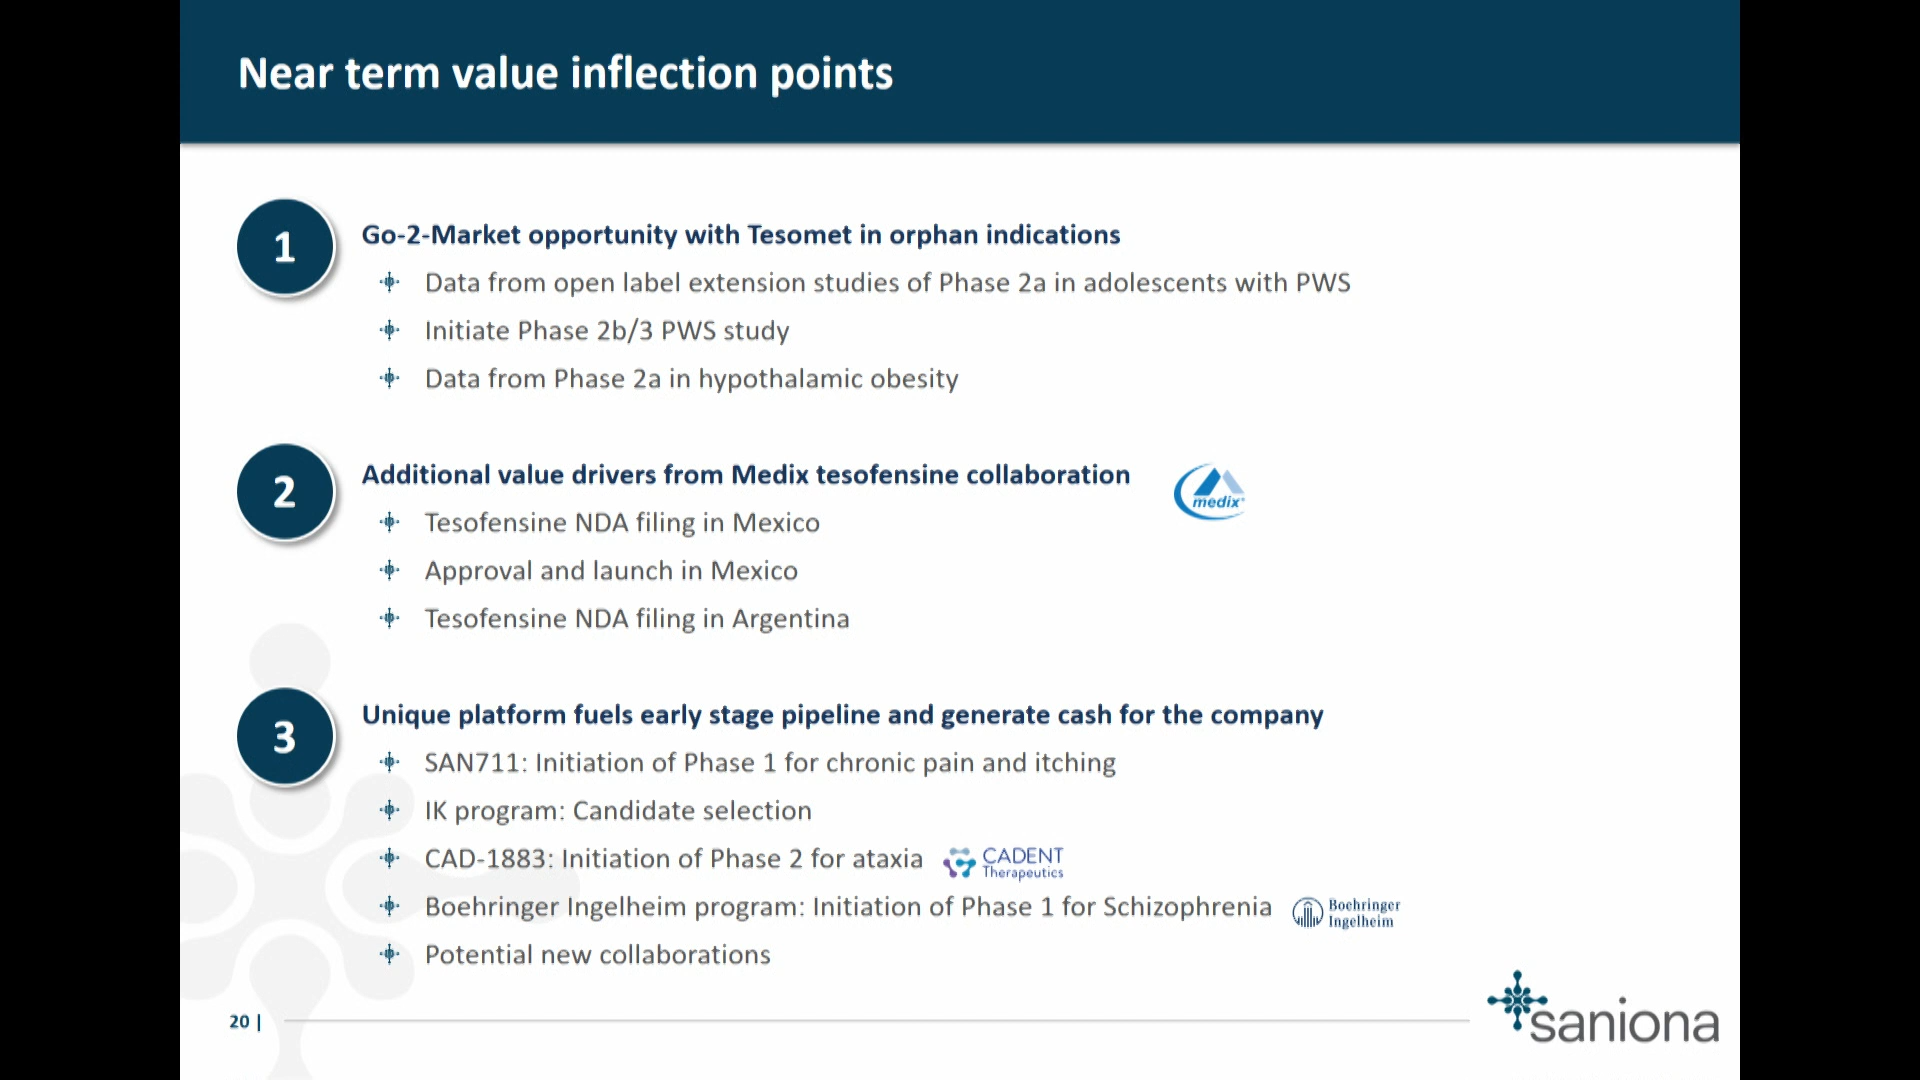 Near term value inflection points
1
Go-2-Market opportunity with Tesomet in orphan indications
Data from open label extension studies of Phase 2a in adolescents with PWS
Initiate Phase 2b/3 PWS study
Data from Phase 2a in hypothalamic obesity
2
Additional value drivers from Medix tesofensine collaboration
medix
Tesofensine NDA filing in Mexico
Approval and launch in Mexico
Tesofensine NDA filing in Argentina
3
Unique platform fuels early stage pipeline and generate cash for the company
SAN711: Initiation of Phase 1 for chronic pain and itching
IK program: Candidate selection
CAD-1883: Initiation of Phase 2 for ataxia
CADENT
Therapeutics
Boehringer Ingelheim program: Initiation of Phase 1 for Schizophrenia
Boehringer
Ingelheim
Potential new collaborations
20 |
saniona